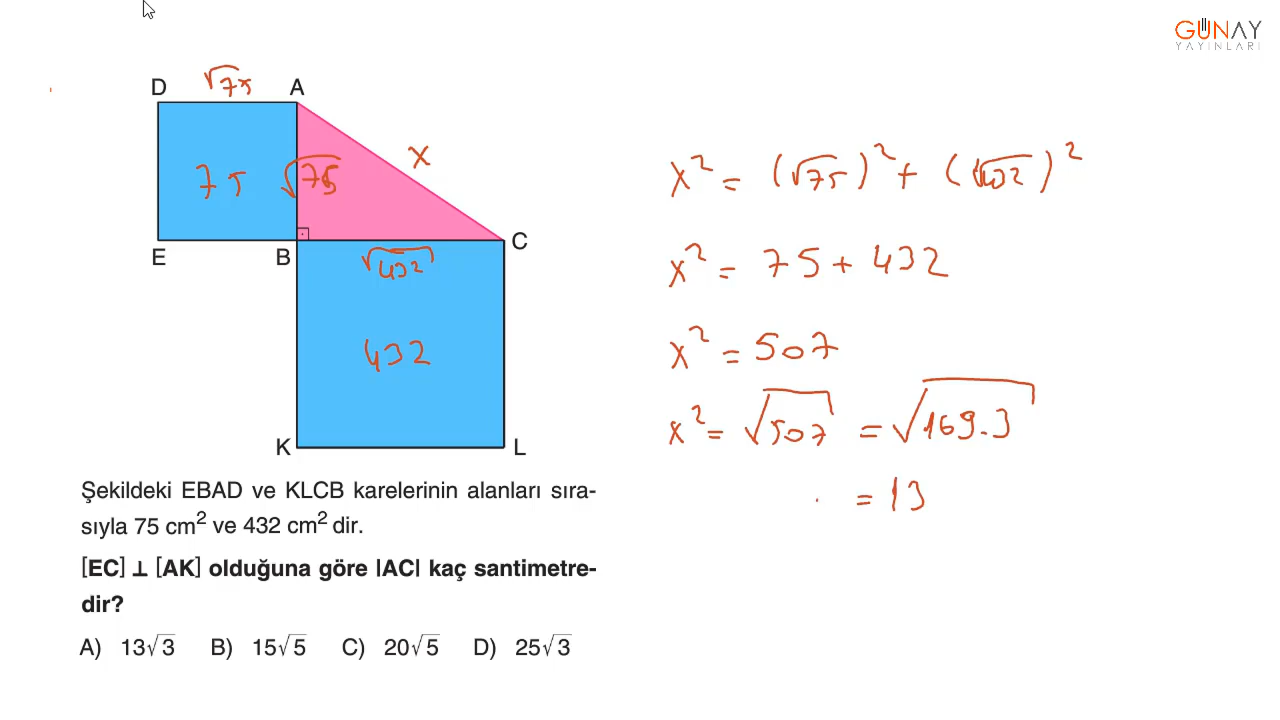 GÜNAY
YAYINLARI
√75
D
A
x
75
√75
E
B
C
√432
432
K
L
x² = (√75)² + (√432)²
x² = 75 + 432
x² = 507
x² = √507 = √169.3
= 13
Şekildeki EBAD ve KLCB karelerinin alanları sıra-
sıyla 75 cm² ve 432 cm² dir.
[EC] ⊥ [AK] olduğuna göre |AC| kaç santimetre-
dir?
A) 13√3 B) 15√5 C) 20√5 D) 25√3